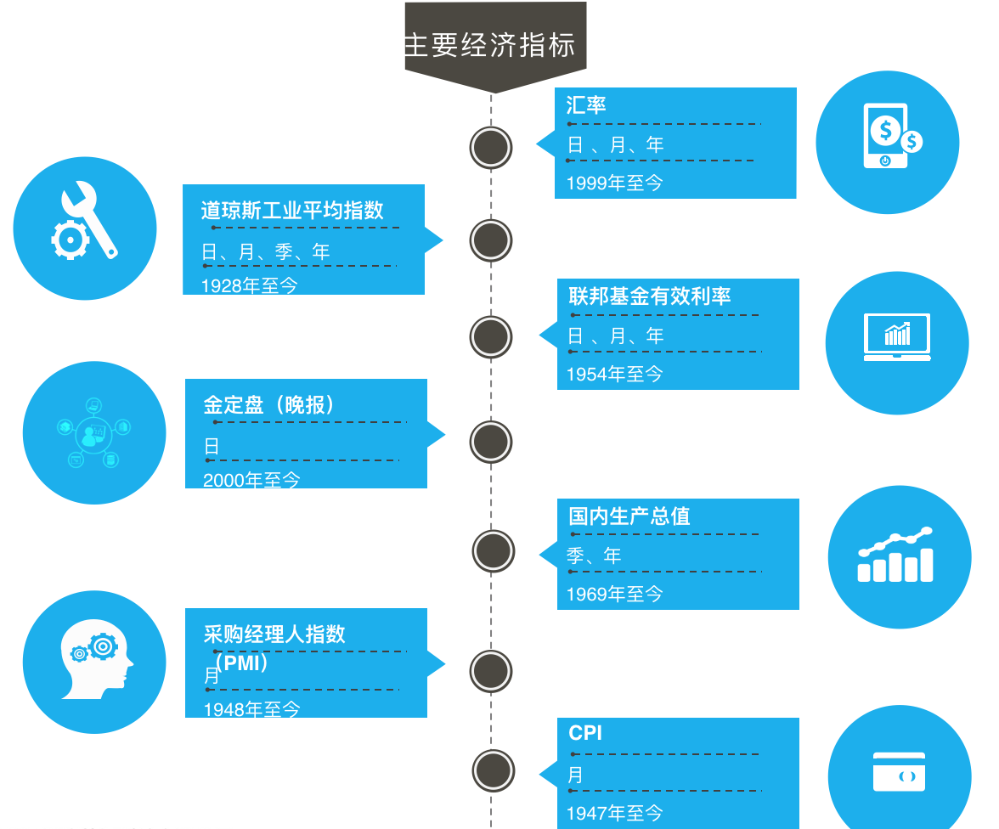 主要经济指标
汇率
日 、月、年
1999年至今
道琼斯工业平均指数
日、月、季、年
1928年至今
联邦基金有效利率
日 、月、年
1954年至今
金定盘（晚报）
日
2000年至今
国内生产总值
季、年
1969年至今
采购经理人指数
（PMI）
月
1948年至今
CPI
月
1947年至今